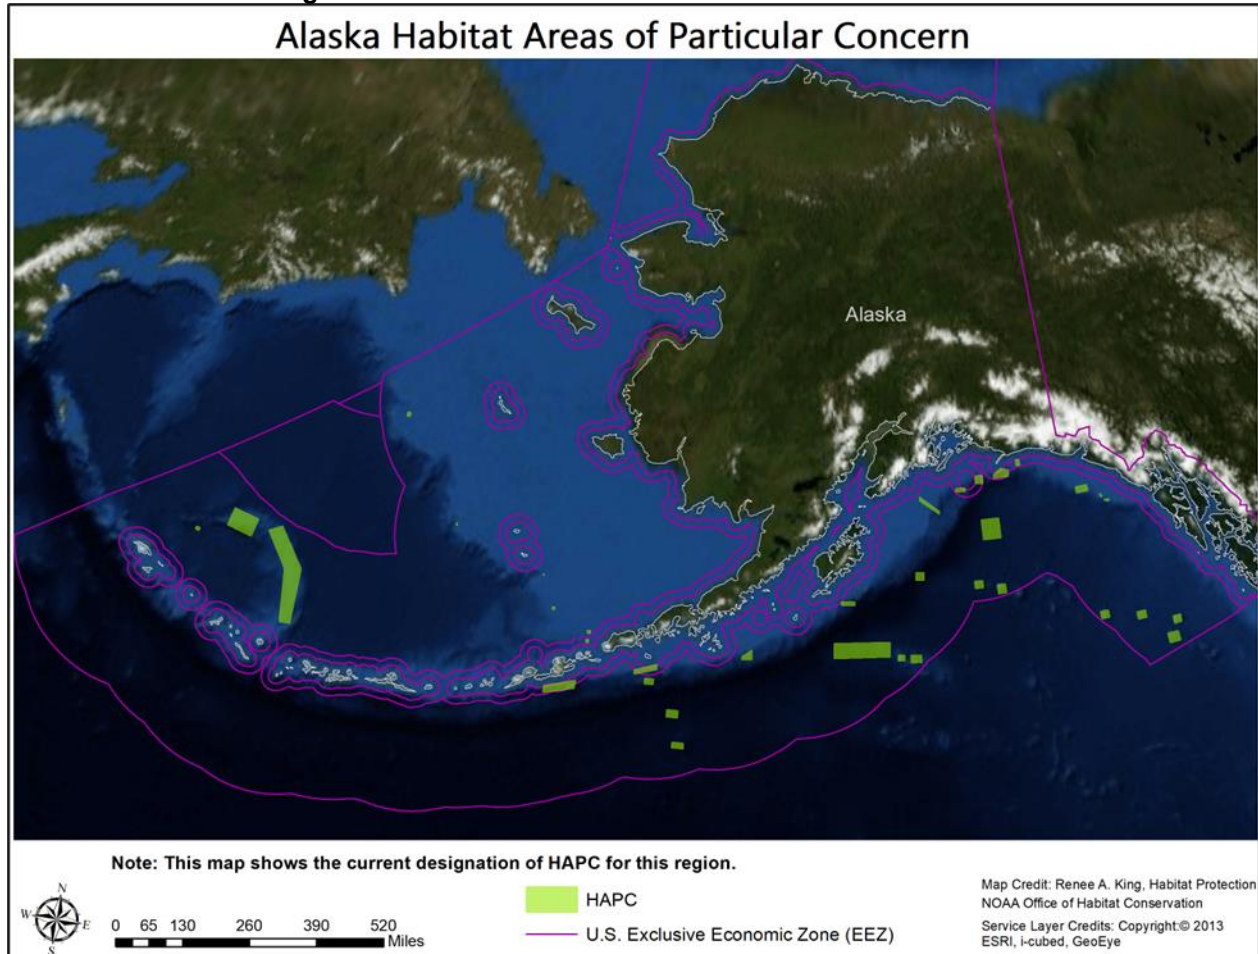 Alaska Habitat Areas of Particular Concern
Alaska
Note: This map shows the current designation of HAPC for this region.
N
W
E
S
0 65 130 260 390 520
Miles
HAPC
U.S. Exclusive Economic Zone (EEZ)
Map Credit: Renee A. King, Habitat Protection
NOAA Office of Habitat Conservation
Service Layer Credits: Copyright:© 2013
ESRI, i-cubed, GeoEye